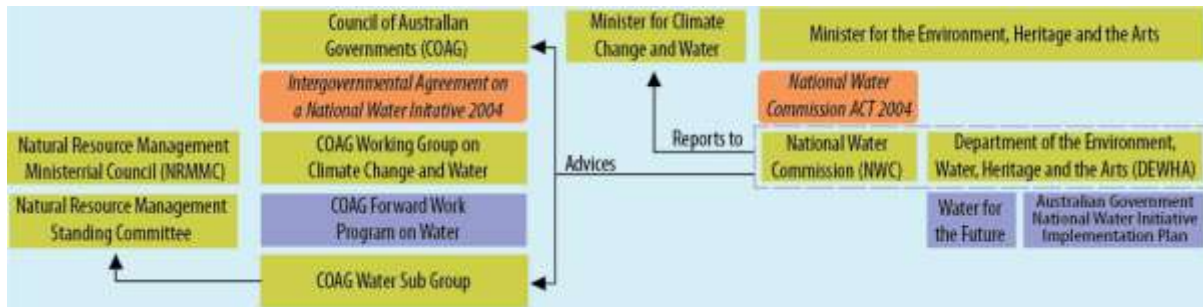 Council of Australian
Governments (COAG)
Minister for Climate
Change and Water
Minister for the Environment, Heritage and the Arts
Intergovernmental Agreement on
a National Water Initative 2004
National Water
Commission ACT 2004
Natural Resource Management
Ministerrial Council (NRMMC)
COAG Working Group on
Climate Change and Water
Advices
Reports to
National Water
Commission (NWC)
Department of the Environment,
Water, Heritage and the Arts (DEWHA)
Natural Resource Management
Standing Committee
COAG Forward Work
Program on Water
Water for
the Future
Australian Government
National Water Initiative
Implementation Plan
COAG Water Sub Group